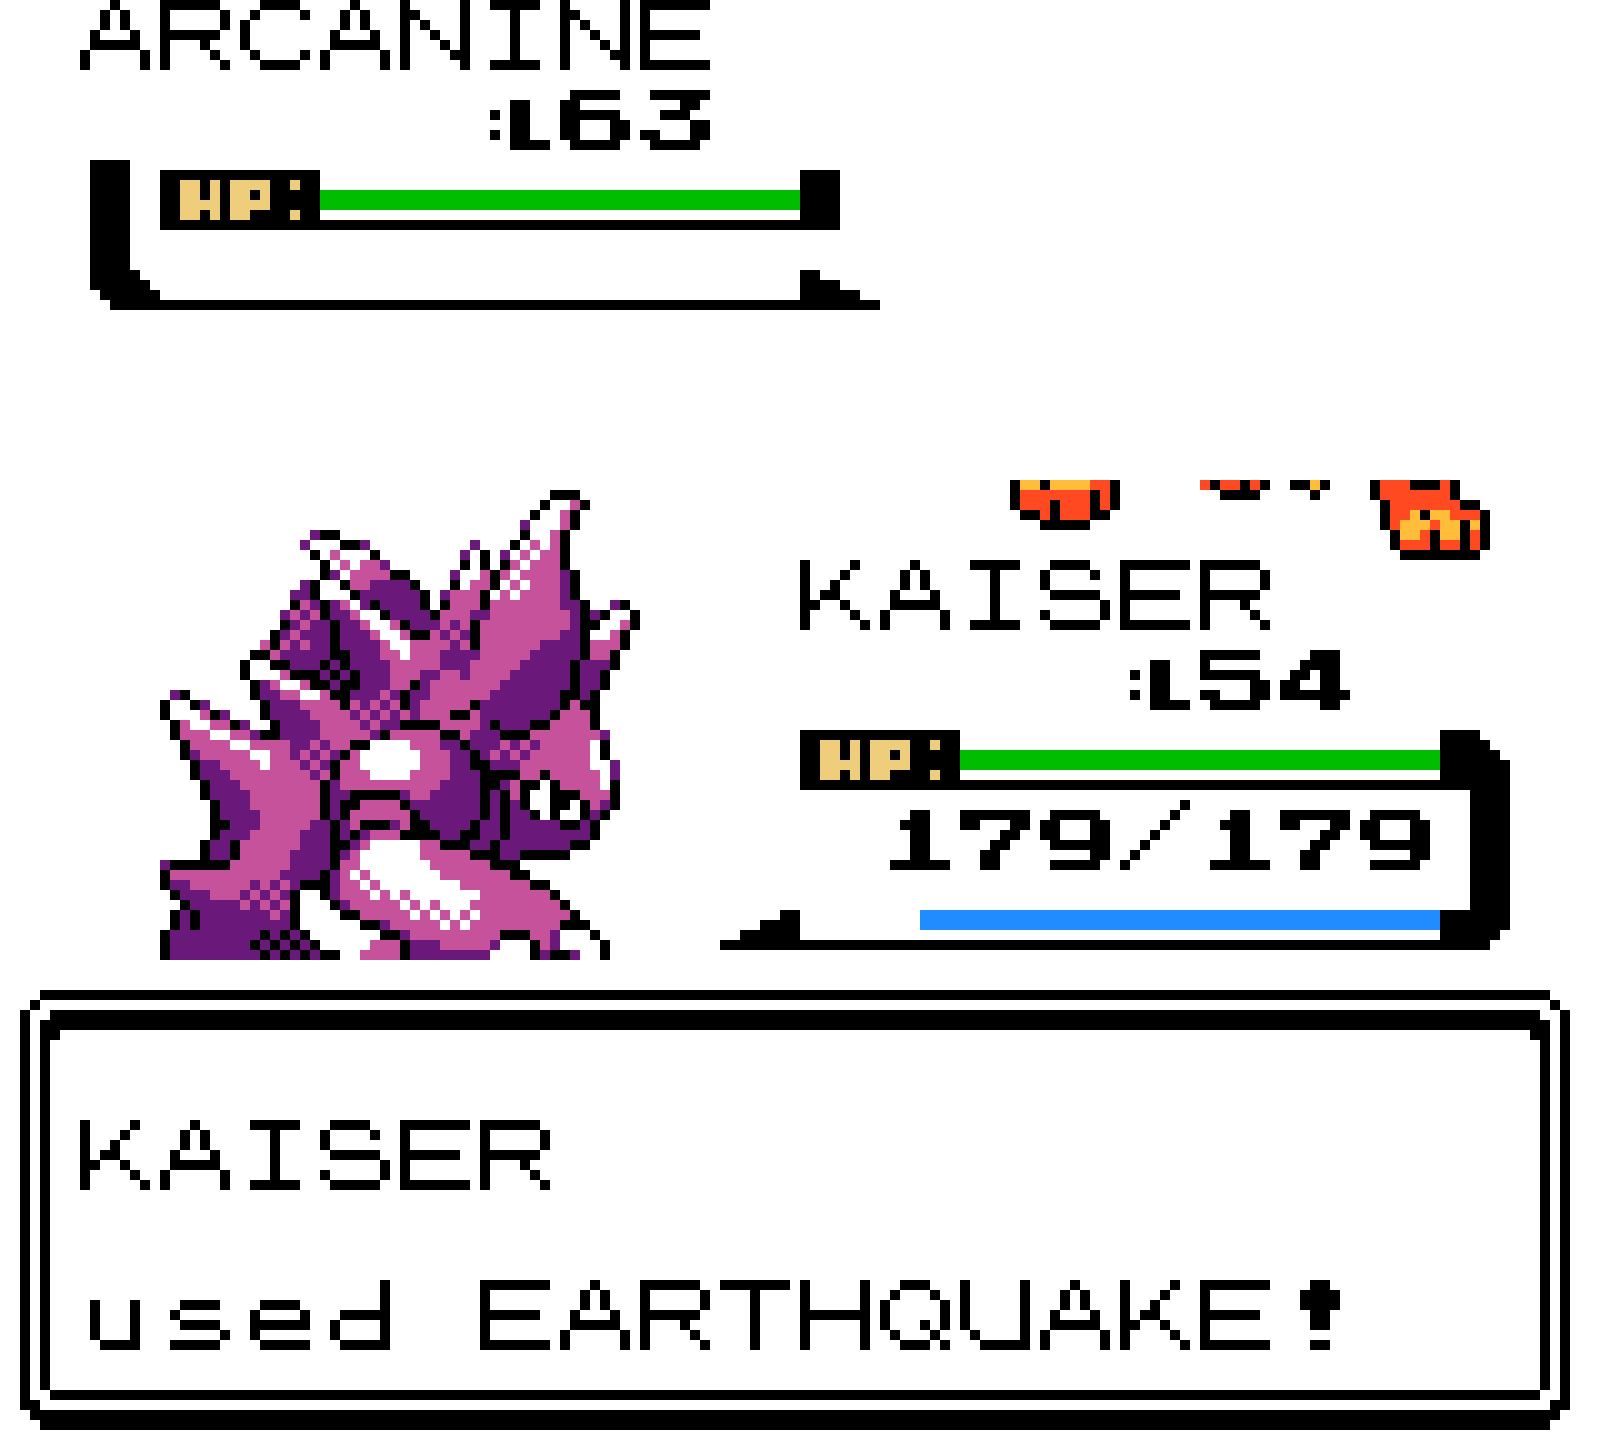 ARCANINE
:L63
HP:
KAISER
:L54
HP:
179/179
KAISER
used EARTHQUAKE!